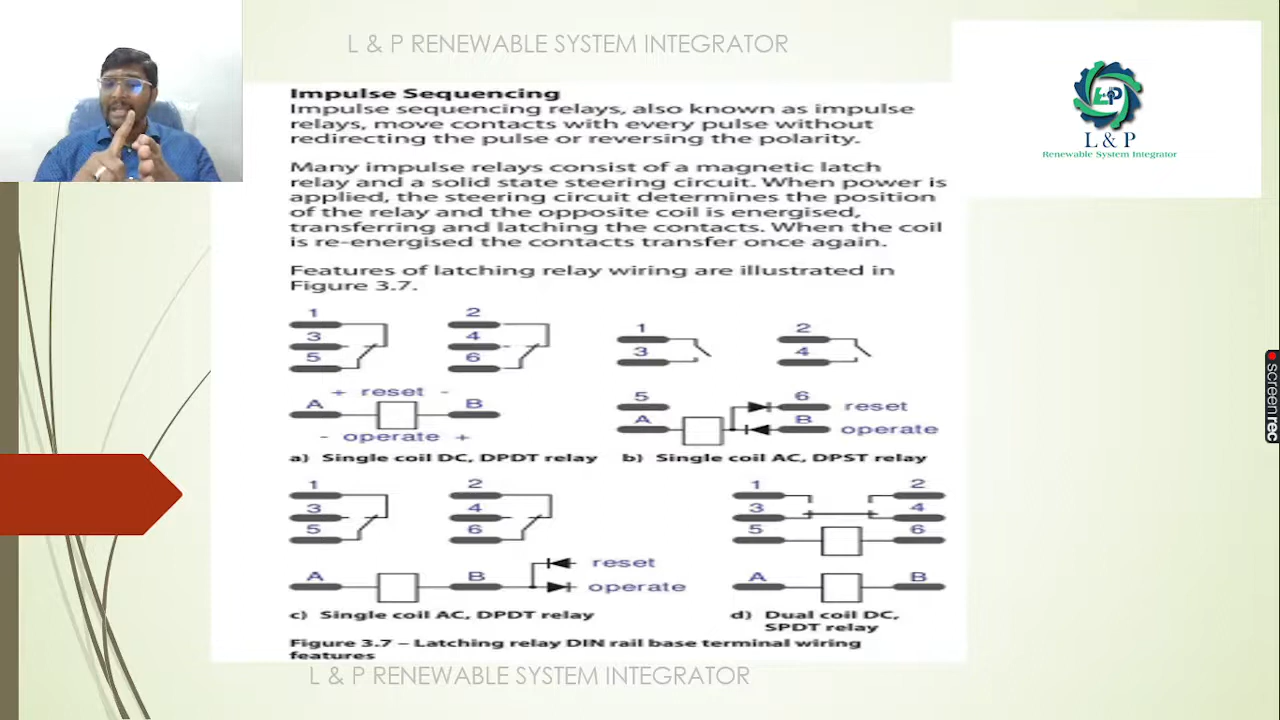 L & P RENEWABLE SYSTEM INTEGRATOR
L & P
Renewable System Integrator
Impulse Sequencing
Impulse sequencing relays, also known as impulse
relays, move contacts with every pulse without
redirecting the pulse or reversing the polarity.
Many impulse relays consist of a magnetic latch
relay and a solid state steering circuit. When power is
applied, the steering circuit determines the position
of the relay and the opposite coil is energised,
transferring and latching the contacts. When the coil
is re-energised the contacts transfer once again.
Features of latching relay wiring are illustrated in
Figure 3.7.
1 2
3 4
5 6
+ reset -
A B
- operate +
a) Single coil DC, DPDT relay
1 2
3 4
5 6 reset
A B operate
b) Single coil AC, DPST relay
1 2
3 4
5 6
reset
A B operate
c) Single coil AC, DPDT relay
1 2
3 4
5 6
A B
d) Dual coil DC,
SPDT relay
Figure 3.7 – Latching relay DIN rail base terminal wiring
features
L & P RENEWABLE SYSTEM INTEGRATOR
screenrec